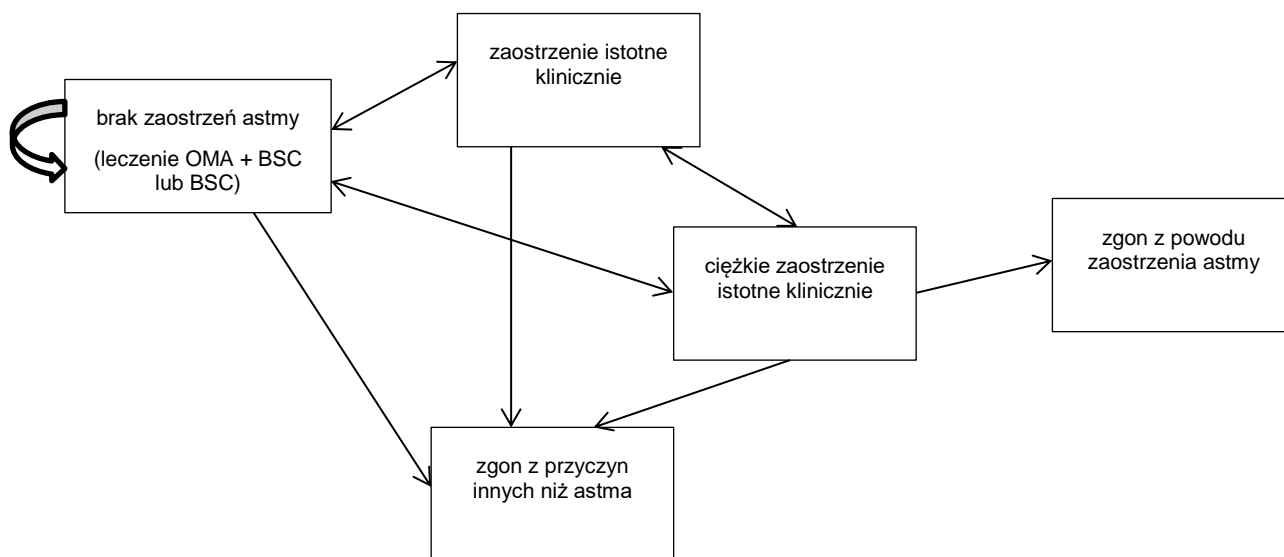 zaostrzenie istotne
klinicznie
brak zaostrzeń astmy
(leczenie OMA + BSC
lub BSC)
ciężkie zaostrzenie
istotne klinicznie
zgon z powodu
zaostrzenia astmy
zgon z przyczyn
innych niż astma